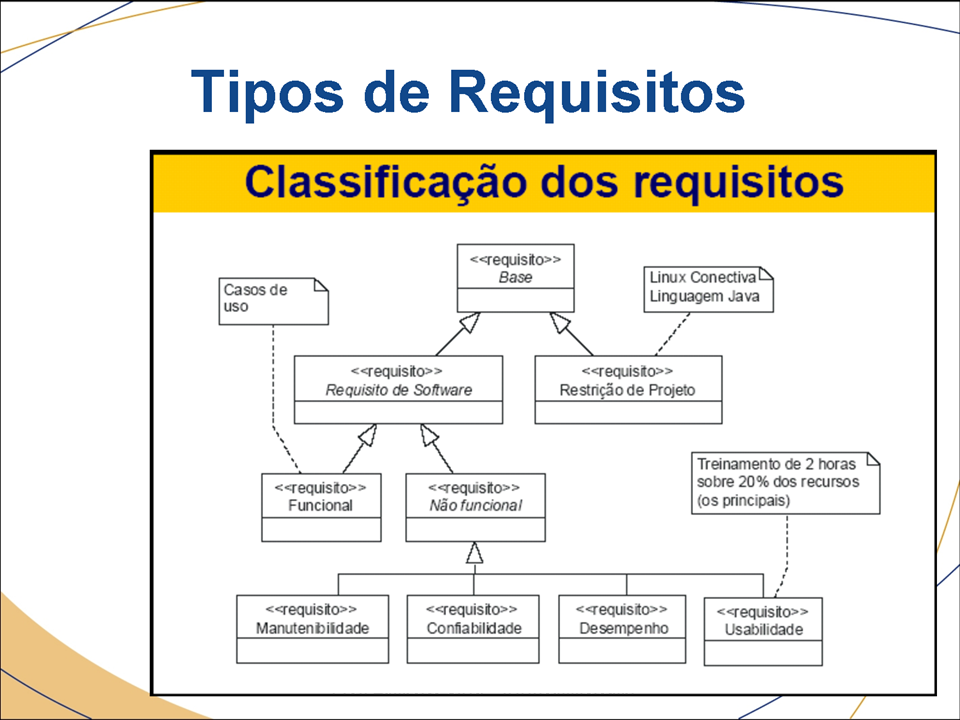 Tipos de Requisitos
Classificação dos requisitos
<<requisito>>
Base
Casos de
uso
Linux Conectiva
Linguagem Java
<<requisito>>
Requisito de Software
<<requisito>>
Restrição de Projeto
Treinamento de 2 horas
sobre 20% dos recursos
(os principais)
<<requisito>>
Funcional
<<requisito>>
Não funcional
<<requisito>>
Manutenibilidade
<<requisito>>
Confiabilidade
<<requisito>>
Desempenho
<<requisito>>
Usabilidade